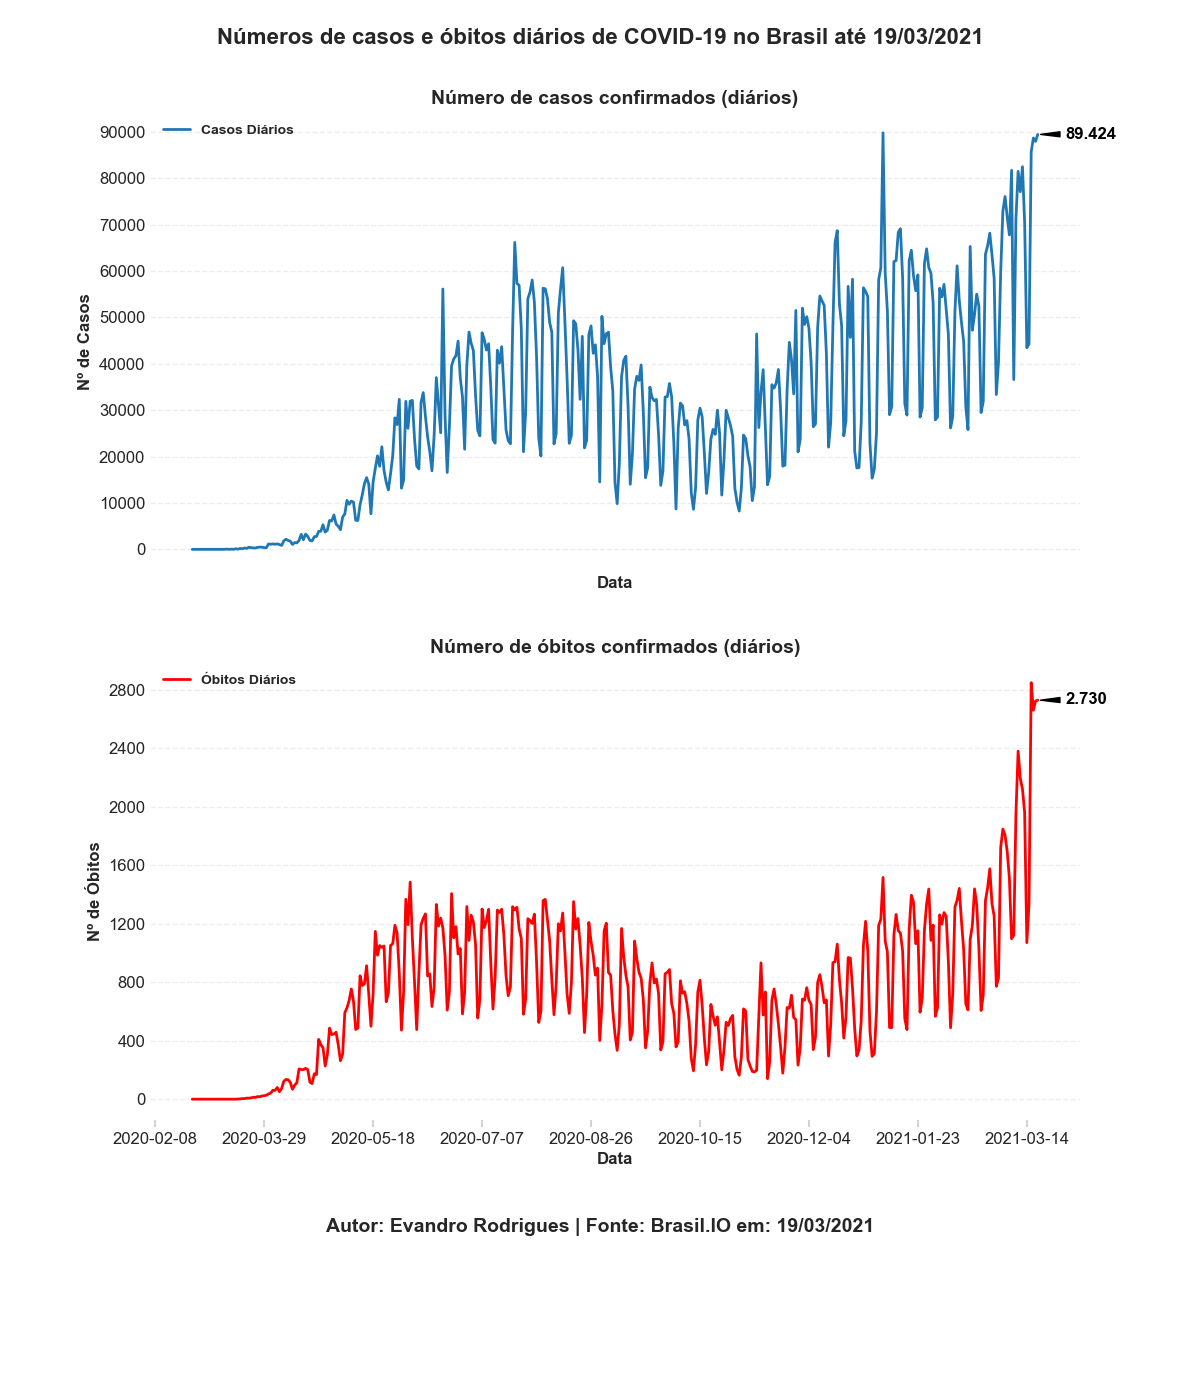 Números de casos e óbitos diários de COVID-19 no Brasil até 19/03/2021
Número de casos confirmados (diários)
Casos Diários
90000
89.424
80000
70000
60000
50000
40000
30000
20000
10000
0
Nº de Casos
Data
Número de óbitos confirmados (diários)
Óbitos Diários
2800
2.730
2400
2000
1600
1200
800
400
0
Nº de Óbitos
2020-02-08 2020-03-29 2020-05-18 2020-07-07 2020-08-26 2020-10-15 2020-12-04 2021-01-23 2021-03-14
Data
Autor: Evandro Rodrigues | Fonte: Brasil.IO em: 19/03/2021